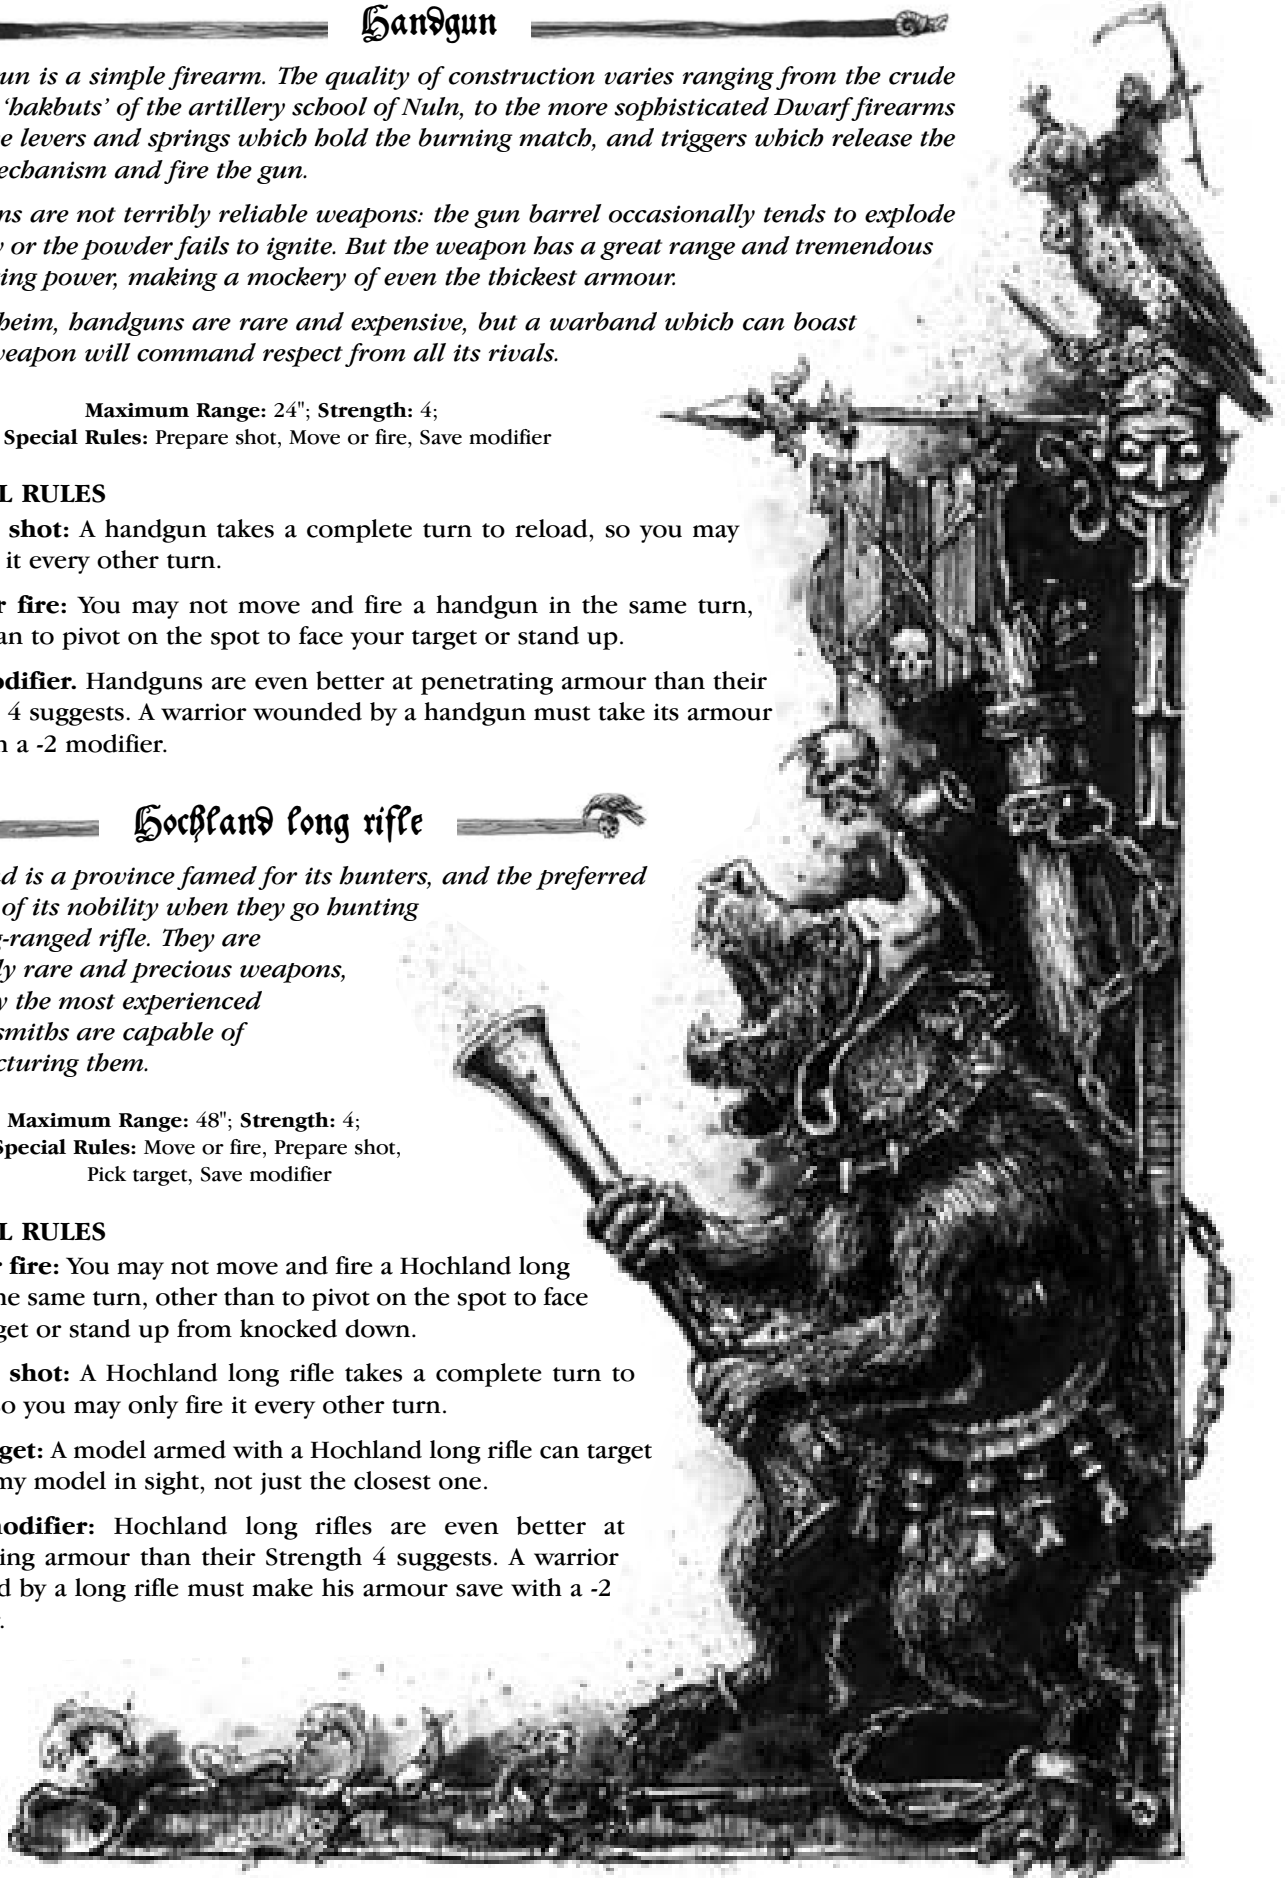 Handgun
un is a simple firearm. The quality of construction varies ranging from the crude
'hakbuts' of the artillery school of Nuln, to the more sophisticated Dwarf firearms
e levers and springs which hold the burning match, and triggers which release the
echanism and fire the gun.
ns are not terribly reliable weapons: the gun barrel occasionally tends to explode
y or the powder fails to ignite. But the weapon has a great range and tremendous
ing power, making a mockery of even the thickest armour.
heim, handguns are rare and expensive, but a warband which can boast
weapon will command respect from all its rivals.
Maximum Range: 24"; Strength: 4;
Special Rules: Prepare shot, Move or fire, Save modifier
L RULES
shot: A handgun takes a complete turn to reload, so you may
it every other turn.
r fire: You may not move and fire a handgun in the same turn,
an to pivot on the spot to face your target or stand up.
odifier. Handguns are even better at penetrating armour than their
4 suggests. A warrior wounded by a handgun must take its armour
h a -2 modifier.
Hochland long rifle
d is a province famed for its hunters, and the preferred
of its nobility when they go hunting
g-ranged rifle. They are
ly rare and precious weapons,
y the most experienced
smiths are capable of
cturing them.
Maximum Range: 48"; Strength: 4;
Special Rules: Move or fire, Prepare shot,
Pick target, Save modifier
L RULES
r fire: You may not move and fire a Hochland long
he same turn, other than to pivot on the spot to face
get or stand up from knocked down.
shot: A Hochland long rifle takes a complete turn to
so you may only fire it every other turn.
get: A model armed with a Hochland long rifle can target
my model in sight, not just the closest one.
modifier: Hochland long rifles are even better at
ing armour than their Strength 4 suggests. A warrior
d by a long rifle must make his armour save with a -2
r.